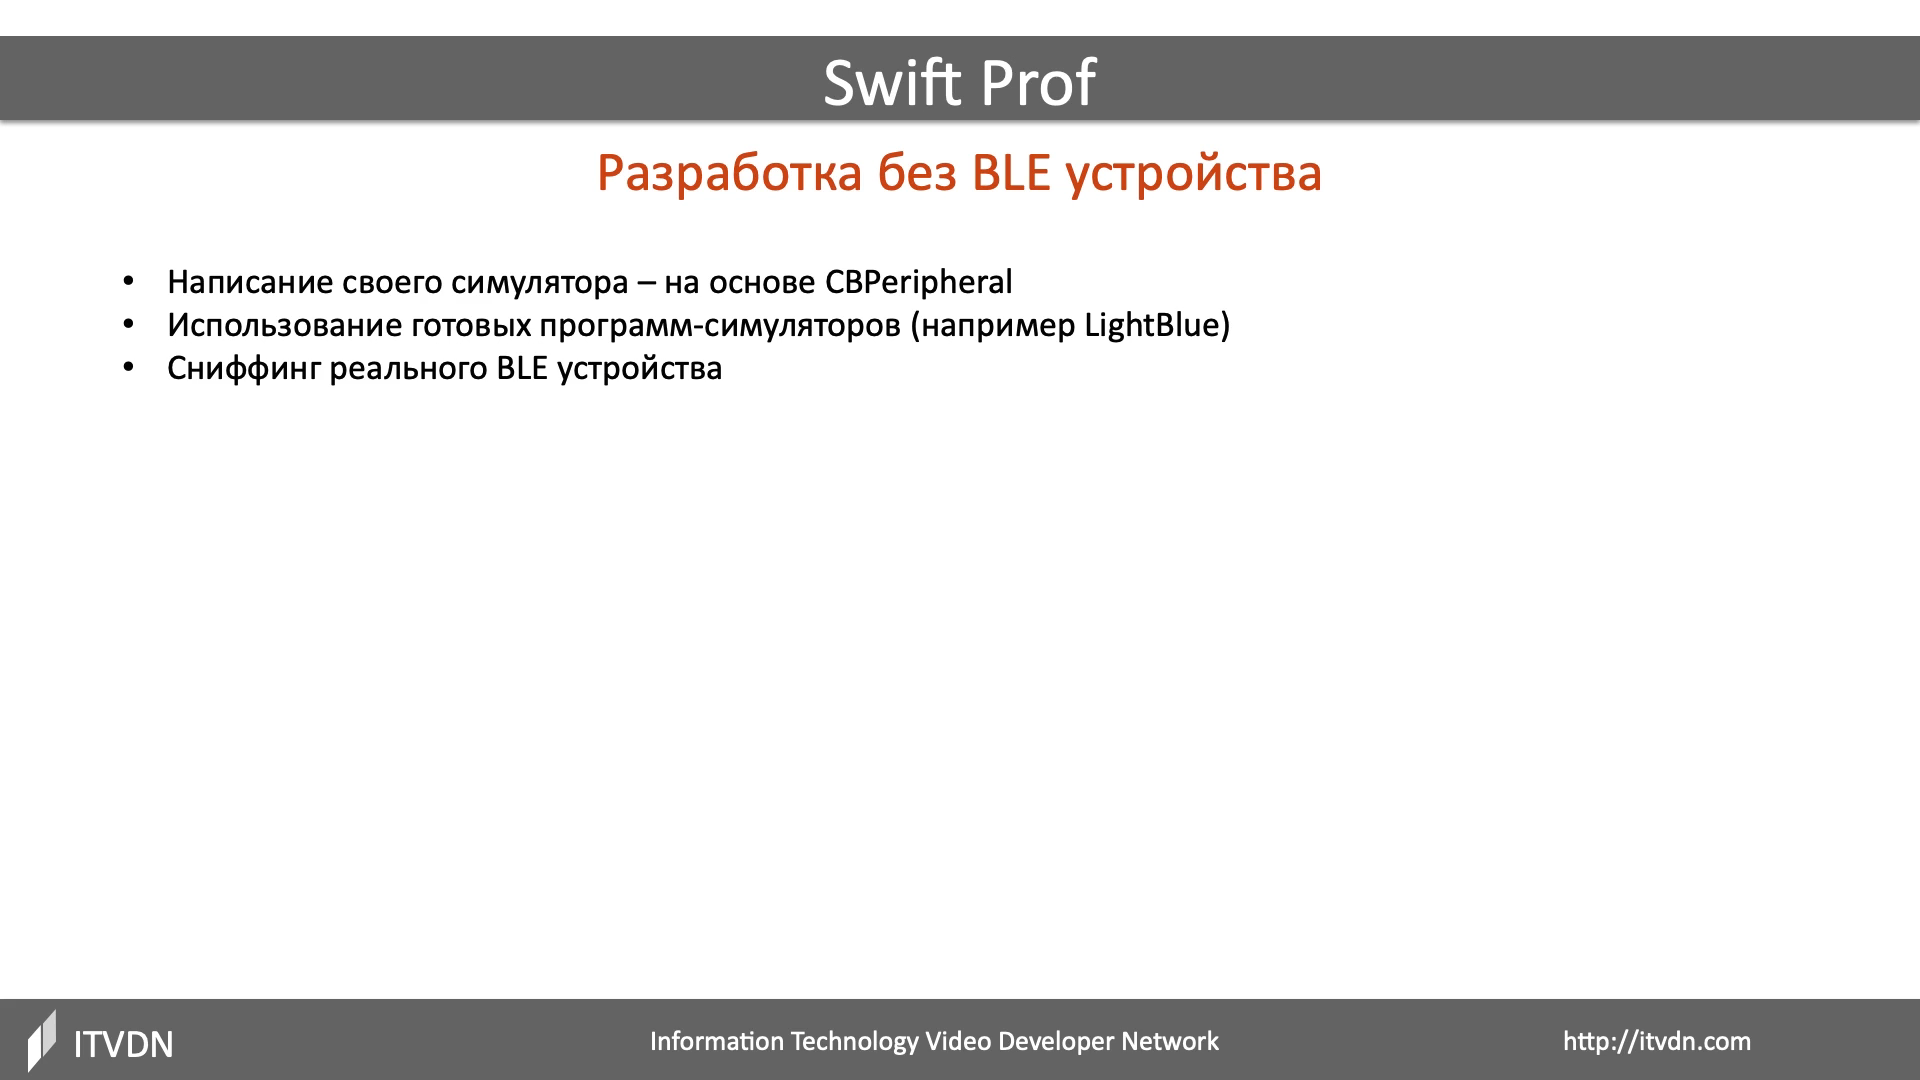 Swift Prof
Разработка без BLE устройства
• Написание своего симулятора – на основе CBPeripheral
• Использование готовых программ-симуляторов (например LightBlue)
• Сниффинг реального BLE устройства
ITVDN
Information Technology Video Developer Network
http://itvdn.com